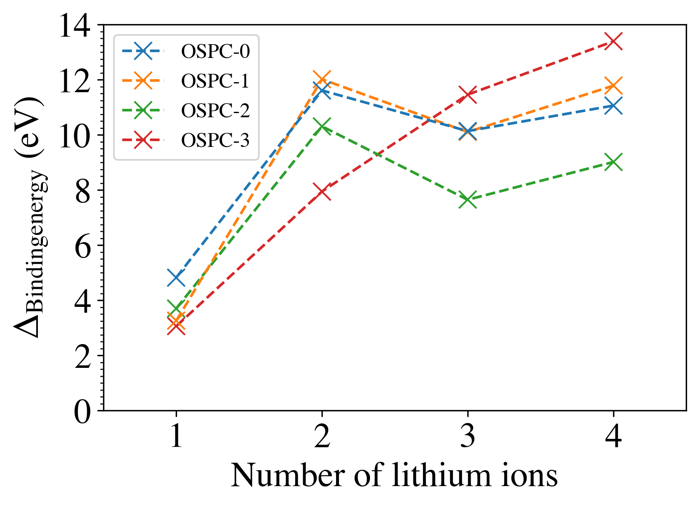 14
12
10
8
6
4
2
0
Δ_Bindingenergy (eV)
OSPC-0
OSPC-1
OSPC-2
OSPC-3
1 2 3 4
Number of lithium ions